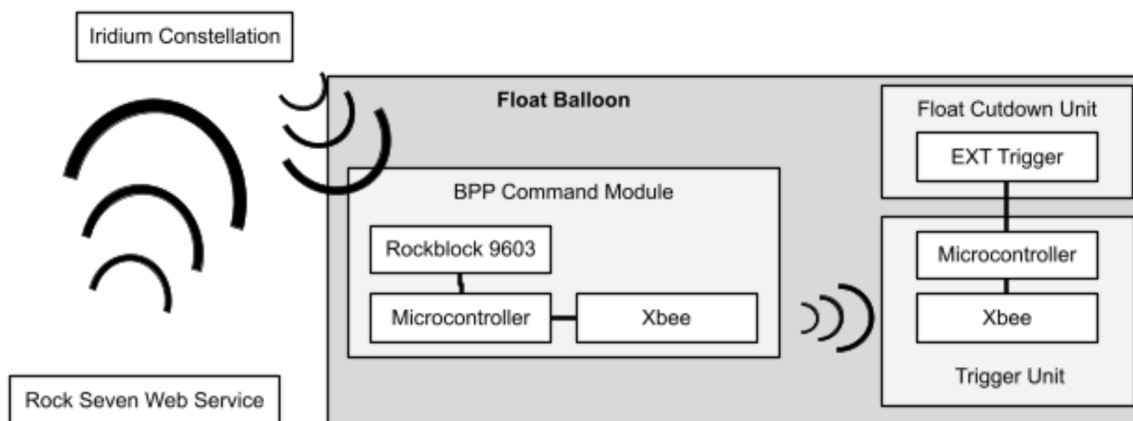 Iridium Constellation
Float Balloon
Float Cutdown Unit
EXT Trigger
BPP Command Module
Rockblock 9603
Microcontroller
Xbee
Microcontroller
Xbee
Trigger Unit
Rock Seven Web Service